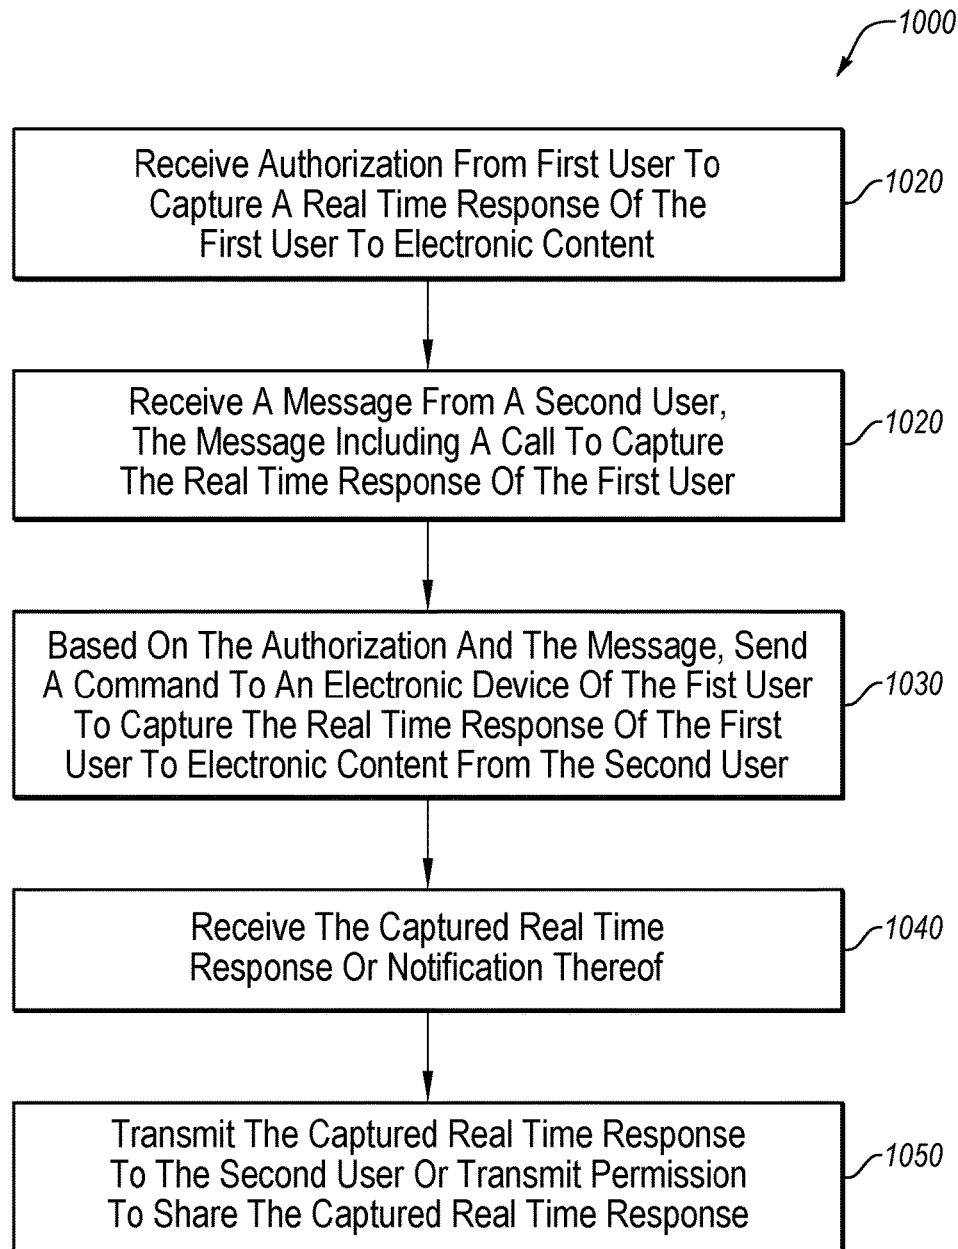 1000
Receive Authorization From First User To
Capture A Real Time Response Of The
First User To Electronic Content
1020
Receive A Message From A Second User,
The Message Including A Call To Capture
The Real Time Response Of The First User
1020
Based On The Authorization And The Message, Send
A Command To An Electronic Device Of The Fist User
To Capture The Real Time Response Of The First
User To Electronic Content From The Second User
1030
Receive The Captured Real Time
Response Or Notification Thereof
1040
Transmit The Captured Real Time Response
To The Second User Or Transmit Permission
To Share The Captured Real Time Response
1050